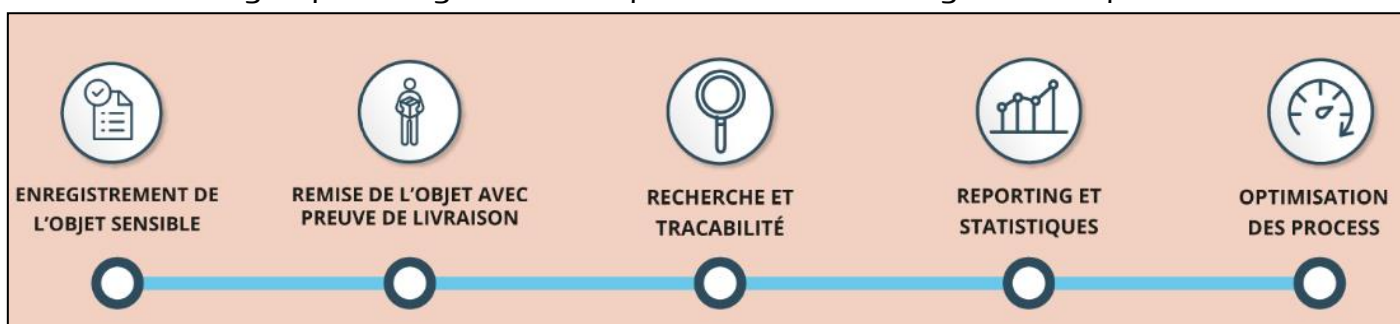 ENREGISTREMENT DE
L'OBJET SENSIBLE
REMISE DE L'OBJET AVEC
PREUVE DE LIVRAISON
RECHERCHE ET
TRACABILITÉ
REPORTING ET
STATISTIQUES
OPTIMISATION
DES PROCESS